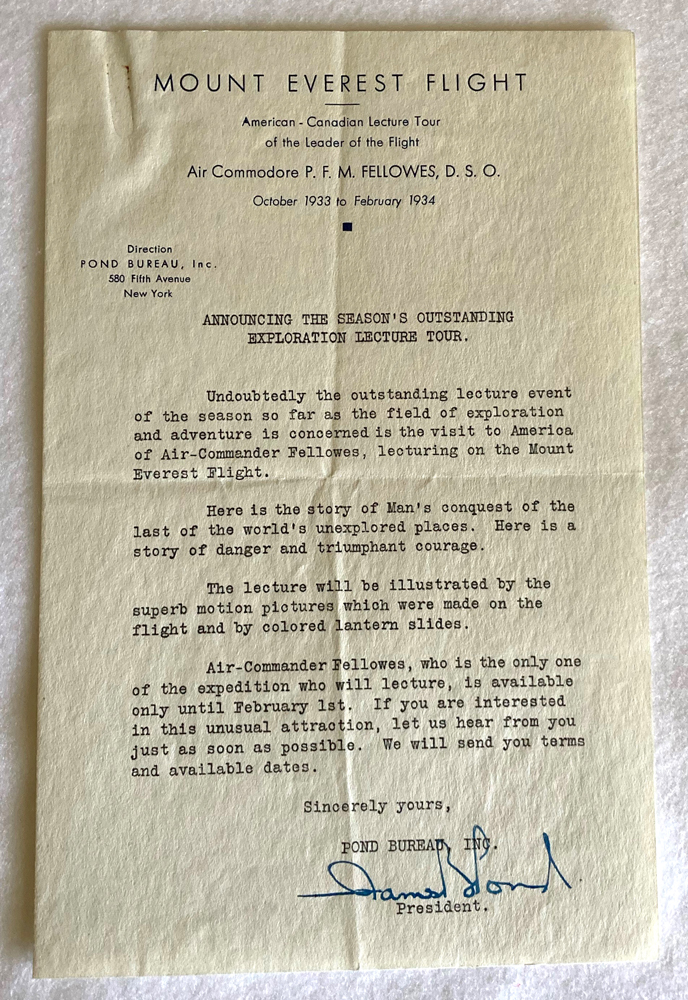 MOUNT EVEREST FLIGHT
American - Canadian Lecture Tour
of the Leader of the Flight
Air Commodore P. F. M. FELLOWES, D. S. O.
October 1933 to February 1934
Direction
POND BUREAU, Inc.
580 Fifth Avenue
New York
ANNOUNCING THE SEASON'S OUTSTANDING
EXPLORATION LECTURE TOUR.
Undoubtedly the outstanding lecture event
of the season so far as the field of exploration
and adventure is concerned is the visit to America
of Air-Commander Fellowes, lecturing on the Mount
Everest Flight.
Here is the story of Man's conquest of the
last of the world's unexplored places. Here is a
story of danger and triumphant courage.
The lecture will be illustrated by the
superb motion pictures which were made on the
flight and by colored lantern slides.
Air-Commander Fellowes, who is the only one
of the expedition who will lecture, is available
only until February 1st. If you are interested
in this unusual attraction, let us hear from you
just as soon as possible. We will send you terms
and available dates.
Sincerely yours,
POND BUREAU, INC.
James B Pond
President.